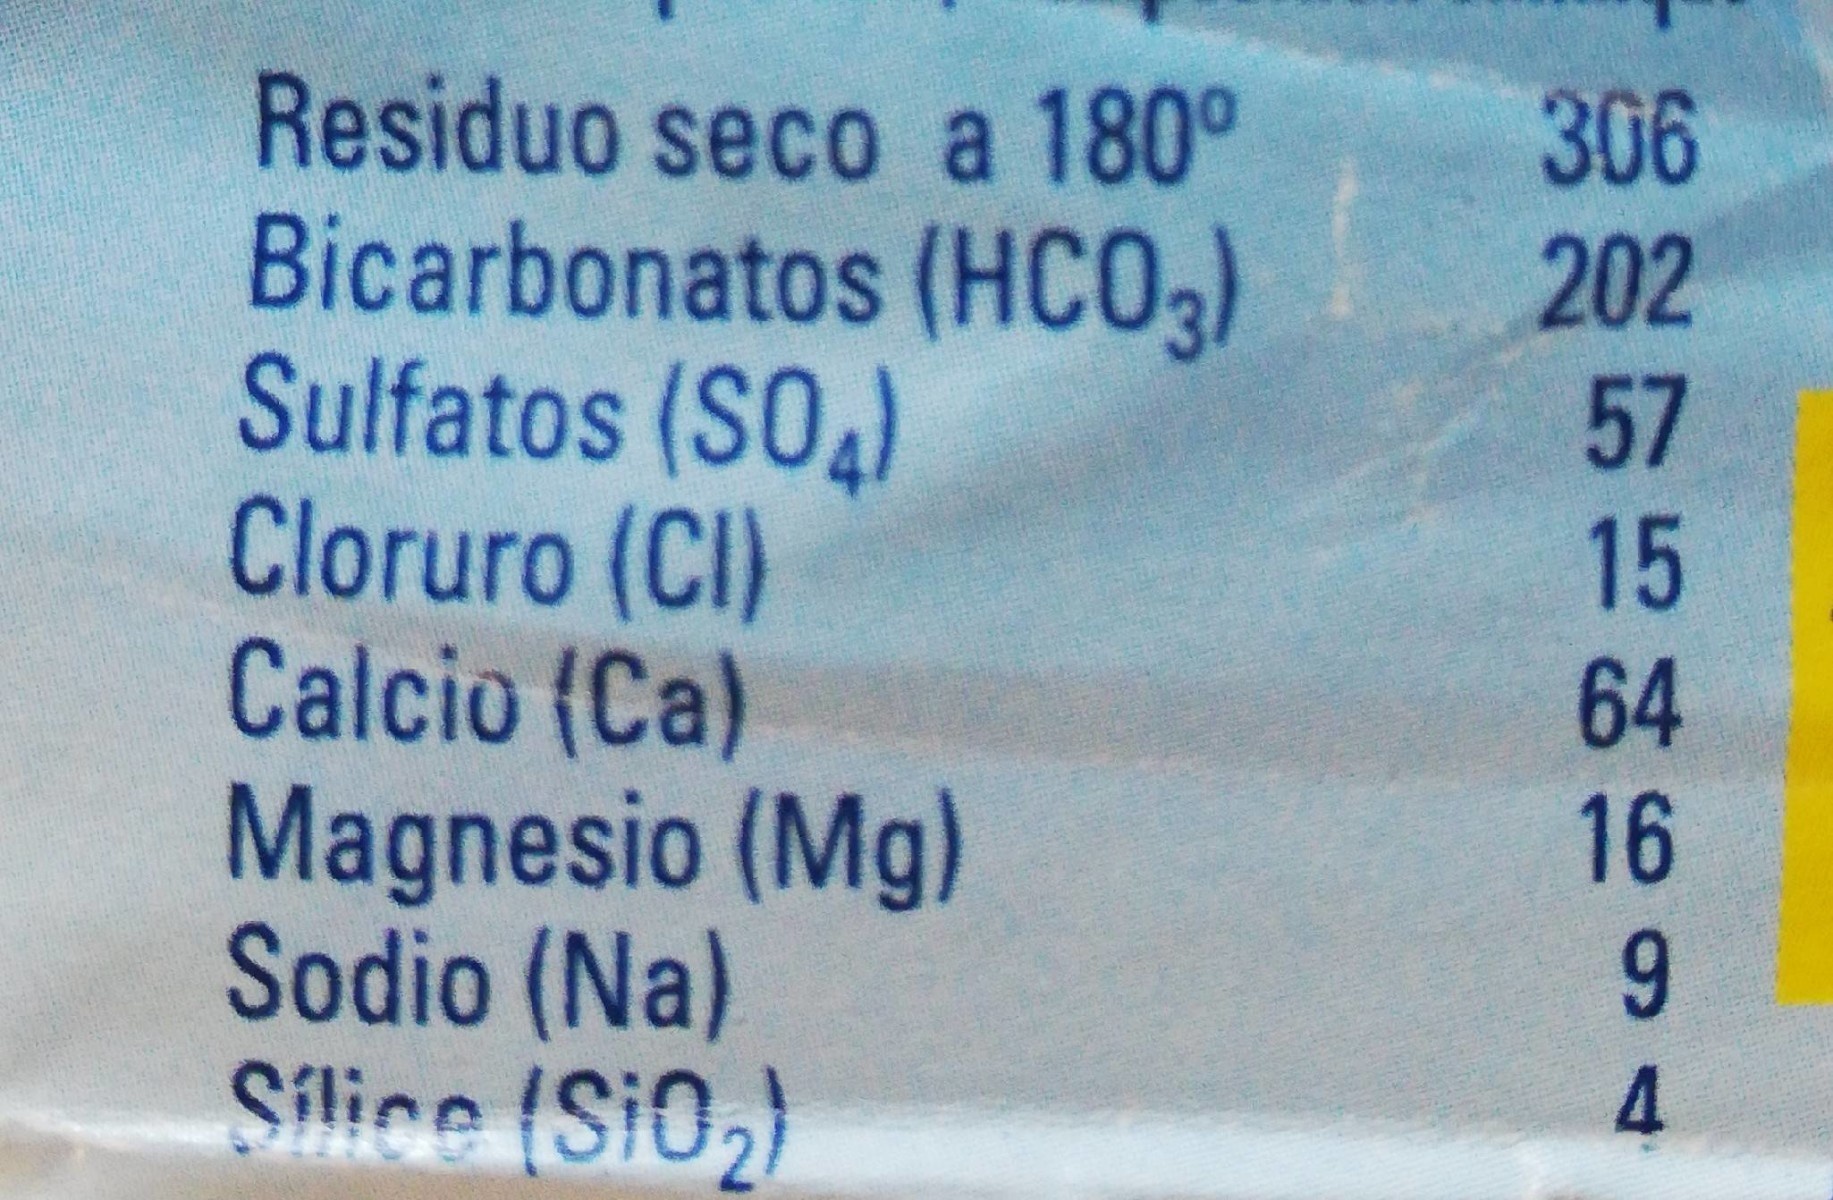 Residuo seco a 180º 306
Bicarbonatos (HCO₃) 202
Sulfatos (SO₄) 57
Cloruro (Cl) 15
Calcio (Ca) 64
Magnesio (Mg) 16
Sodio (Na) 9
Sílice (SiO₂) 4